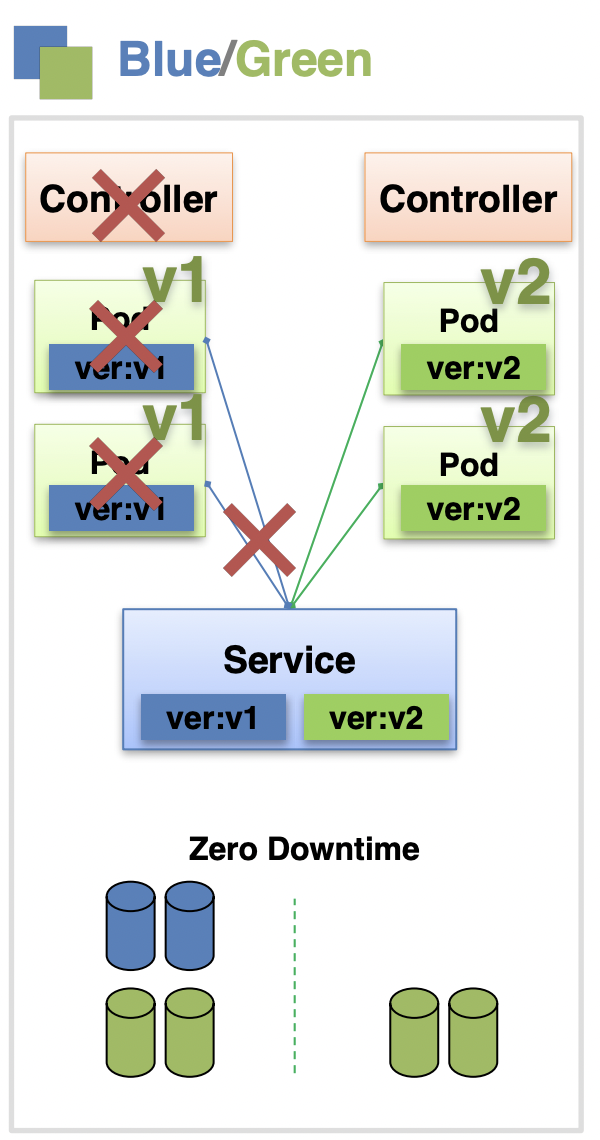 Blue/Green
Controller
Controller
v1
Pod
ver:v1
v1
Pod
ver:v1
v2
Pod
ver:v2
v2
Pod
ver:v2
Service
ver:v1
ver:v2
Zero Downtime